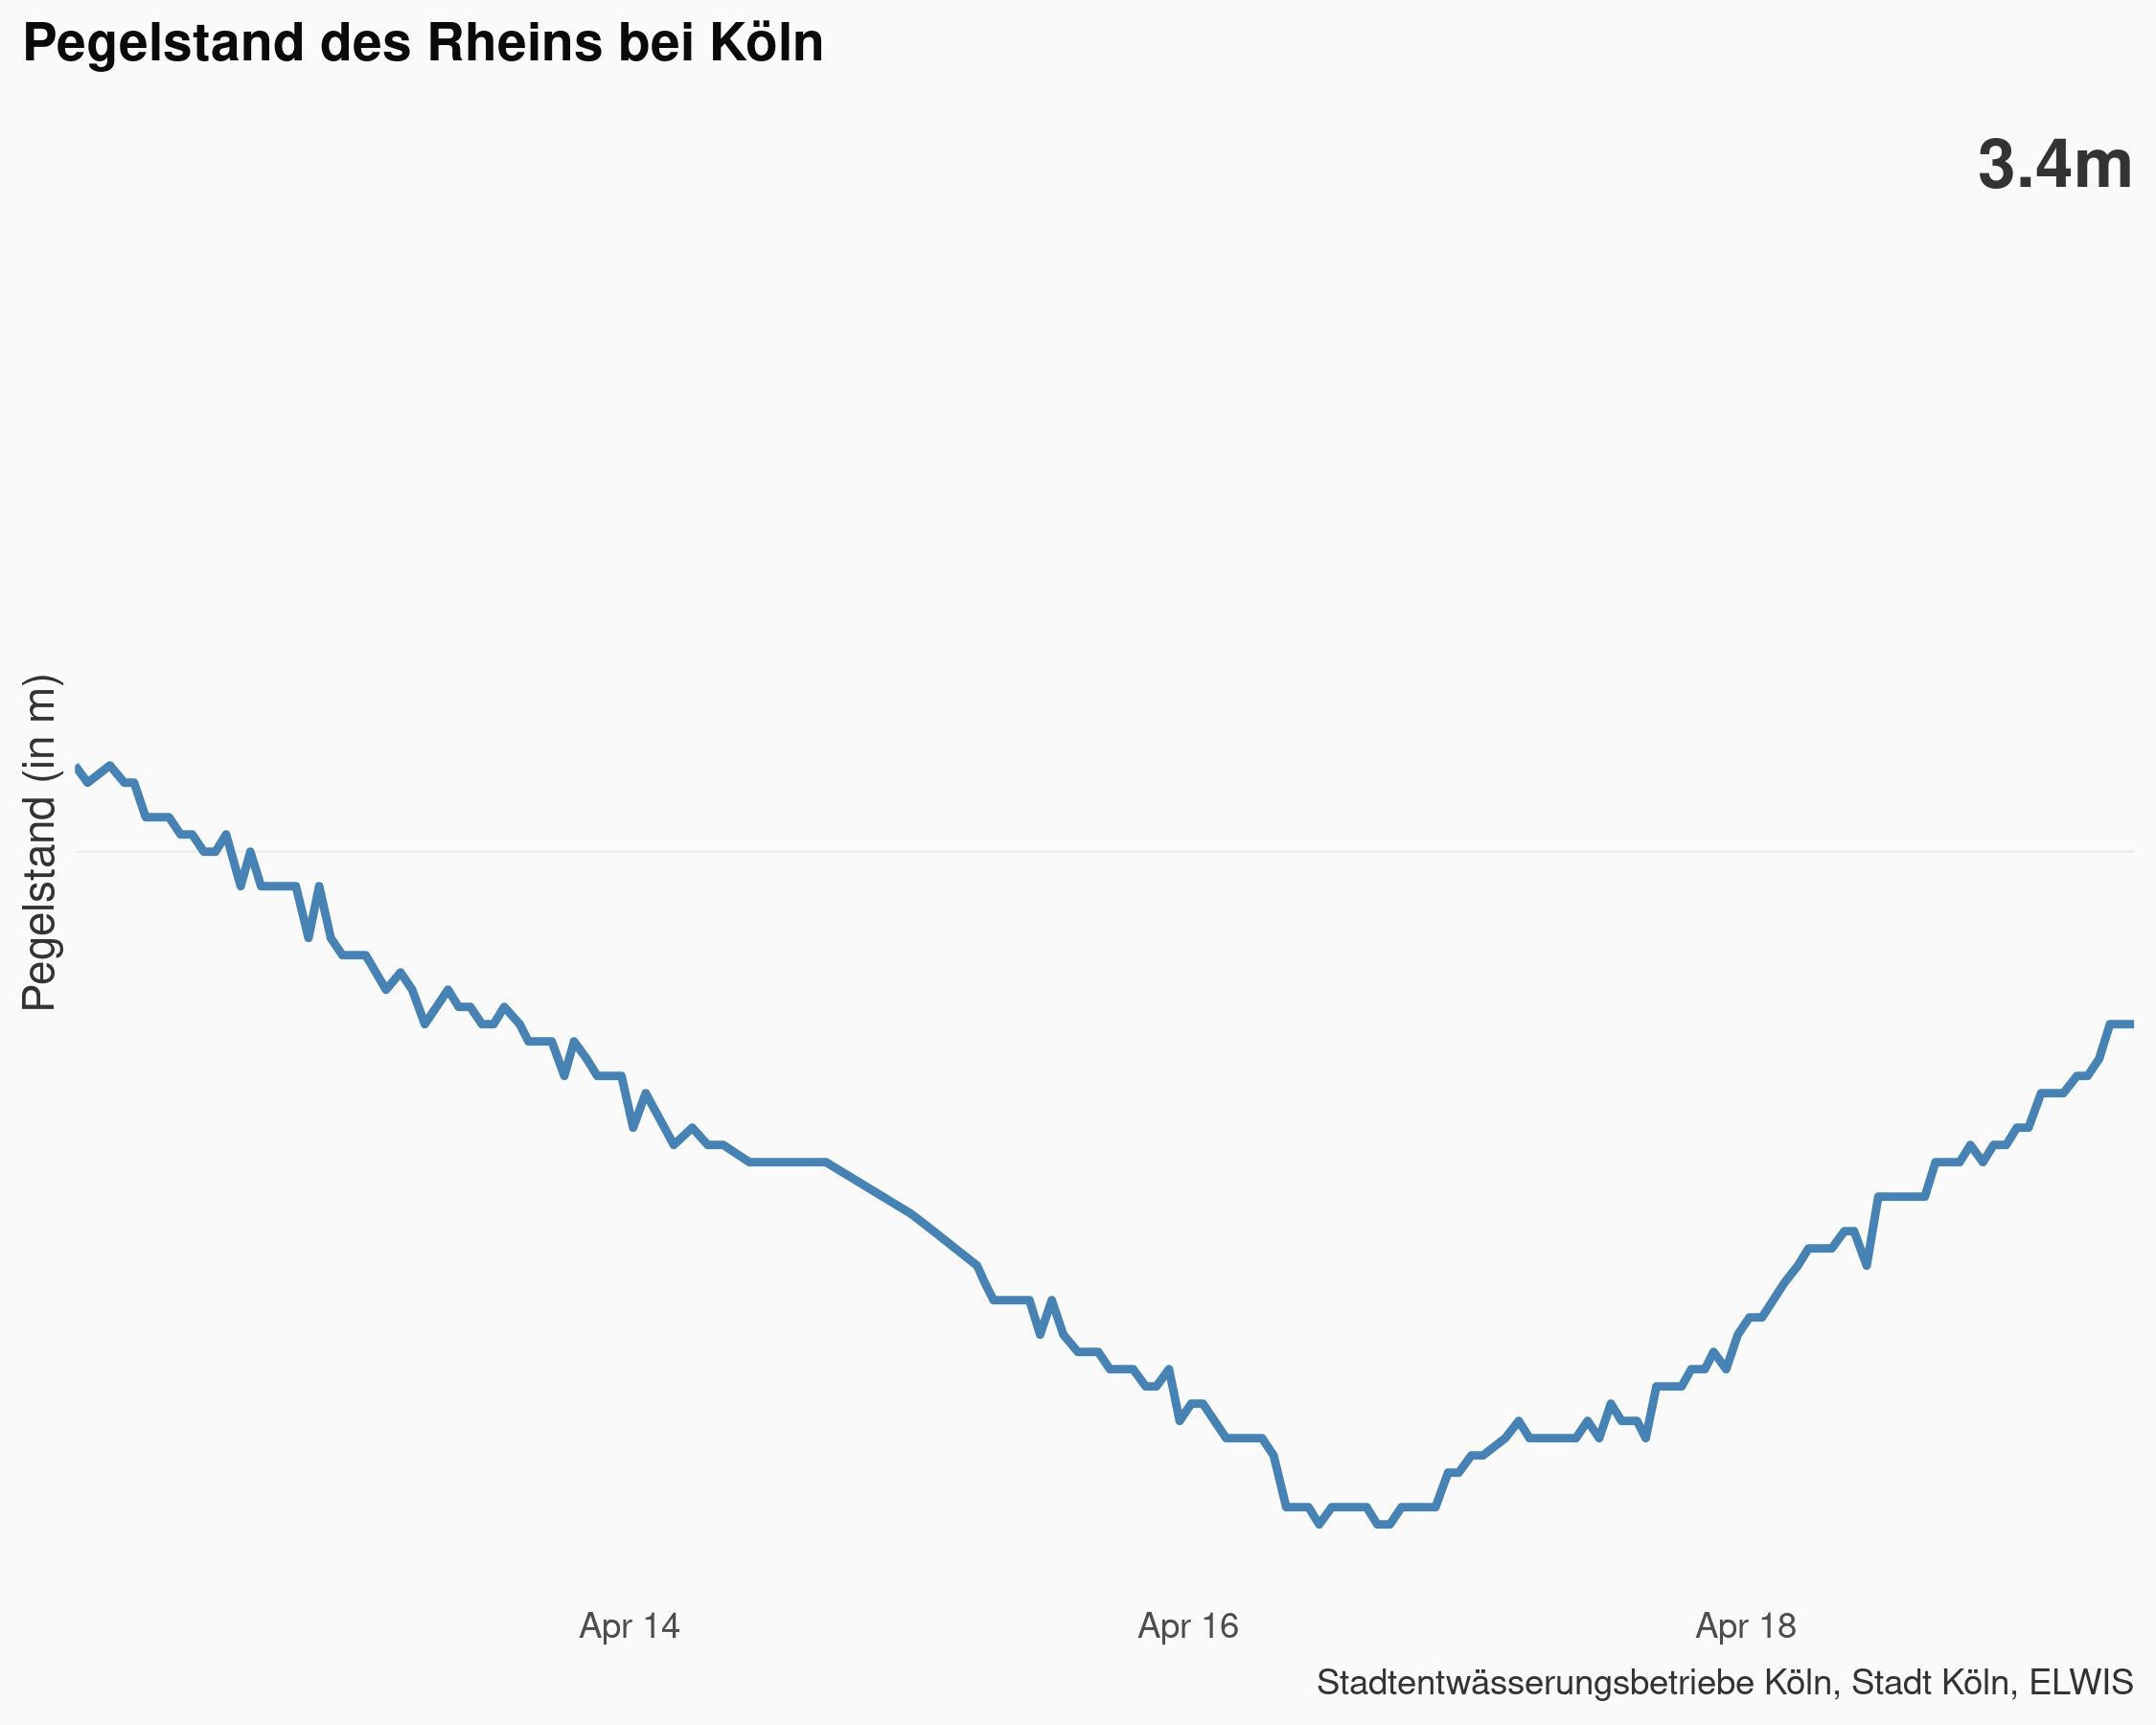 Pegelstand des Rheins bei Köln
3.4m
Pegelstand (in m)
Apr 14
Apr 16
Apr 18
Stadtentwässerungsbetriebe Köln, Stadt Köln, ELWIS